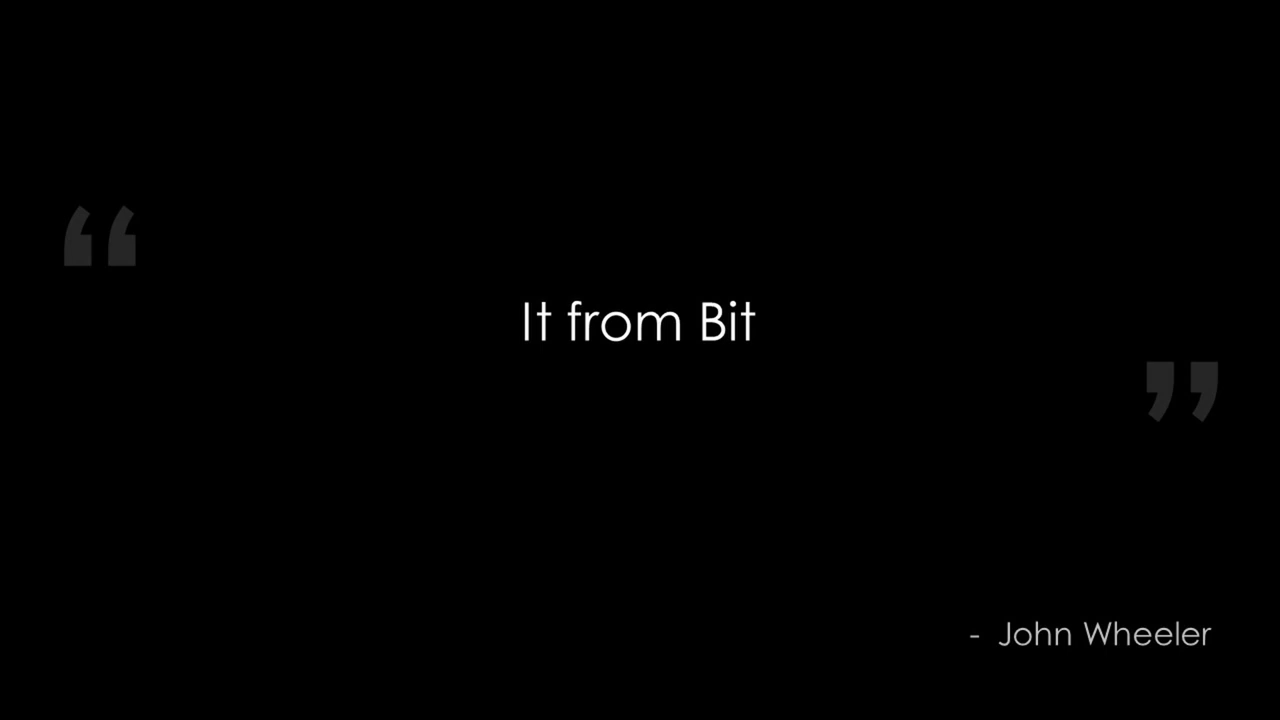 “
It from Bit
”
- John Wheeler